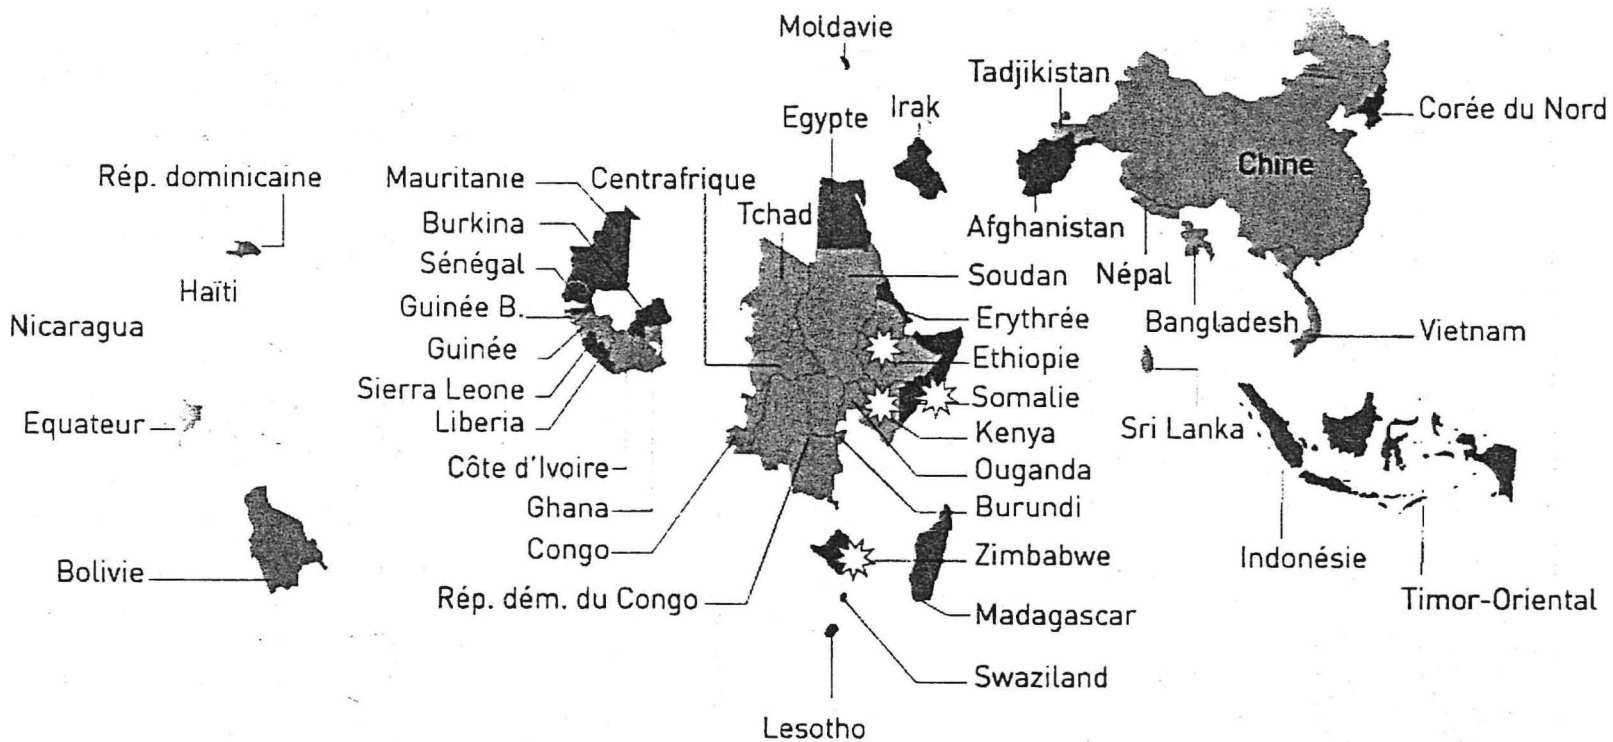 Moldavie
Tadjikistan
Irak
Corée du Nord
Egypte
Chine
Rép. dominicaine
Mauritanie
Centrafrique
Burkina
Tchad
Afghanistan
Sénégal
Soudan
Népal
Haïti
Guinée B.
Erythrée
Bangladesh
Nicaragua
Vietnam
Guinée
Ethiopie
Sierra Leone
Somalie
Equateur
Liberia
Kenya
Sri Lanka
Côte d'Ivoire
Ouganda
Ghana
Burundi
Congo
Zimbabwe
Indonésie
Bolivie
Rép. dém. du Congo
Timor-Oriental
Madagascar
Swaziland
Lesotho